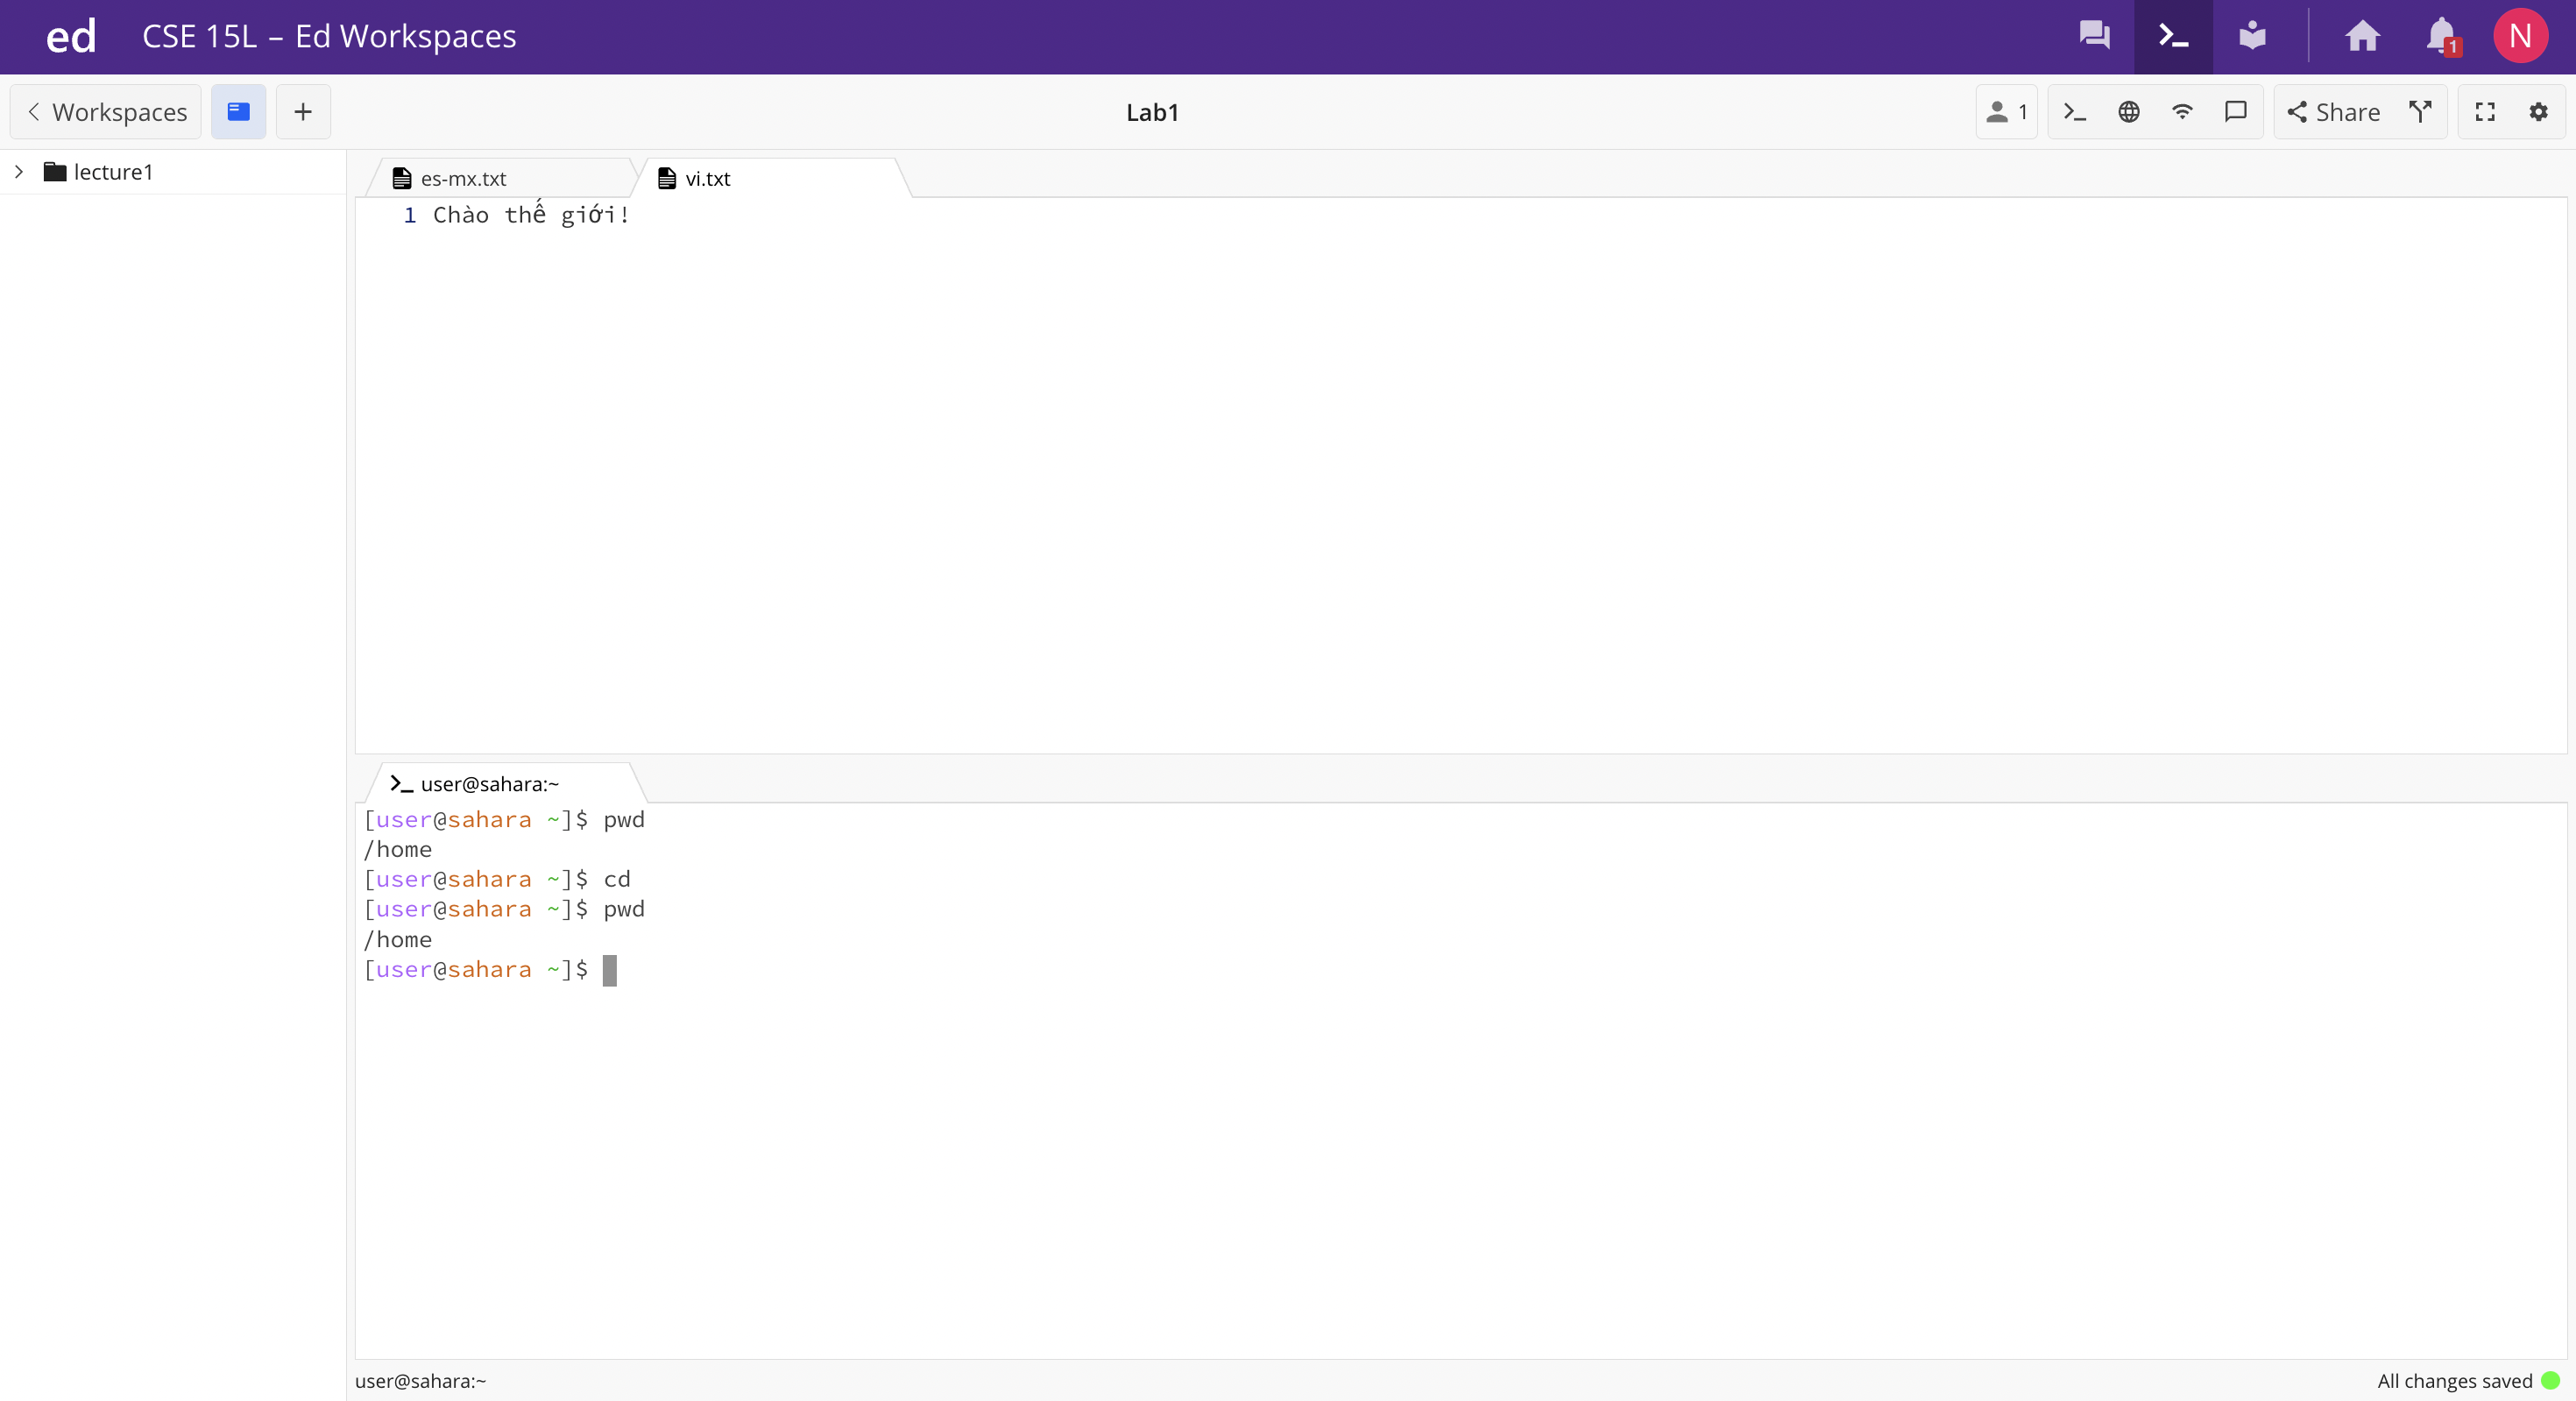 ed CSE 15L – Ed Workspaces 1 N
Workspaces + Lab1 1 Share
lecture1
es-mx.txt vi.txt
1 Chào thế giới!
user@sahara:~
[user@sahara ~]$ pwd
/home
[user@sahara ~]$ cd
[user@sahara ~]$ pwd
/home
[user@sahara ~]$
user@sahara:~ All changes saved